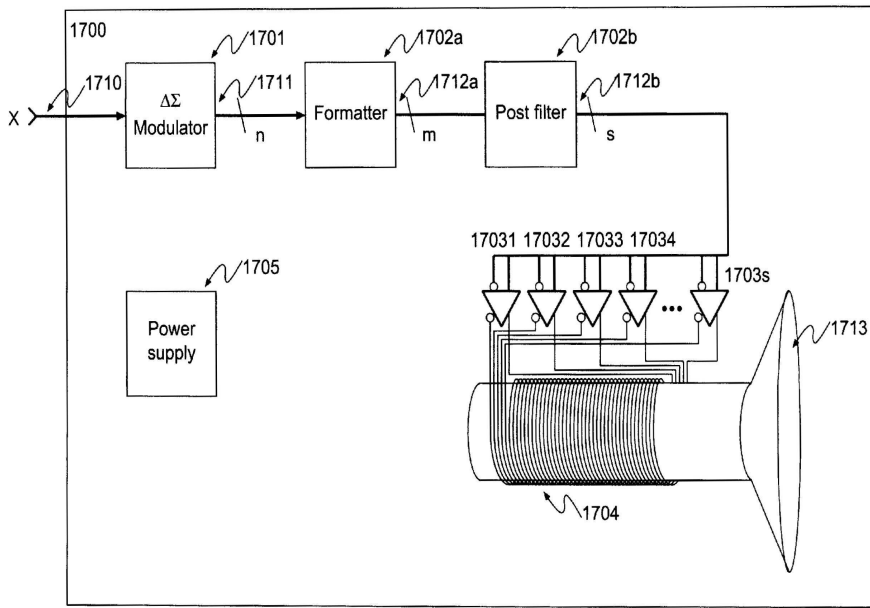 1700
1701
1702a
1702b
X
1710
ΔΣ
Modulator
1711
n
Formatter
1712a
m
Post filter
1712b
s
17031 17032 17033 17034
1703s
1705
Power
supply
1713
1704